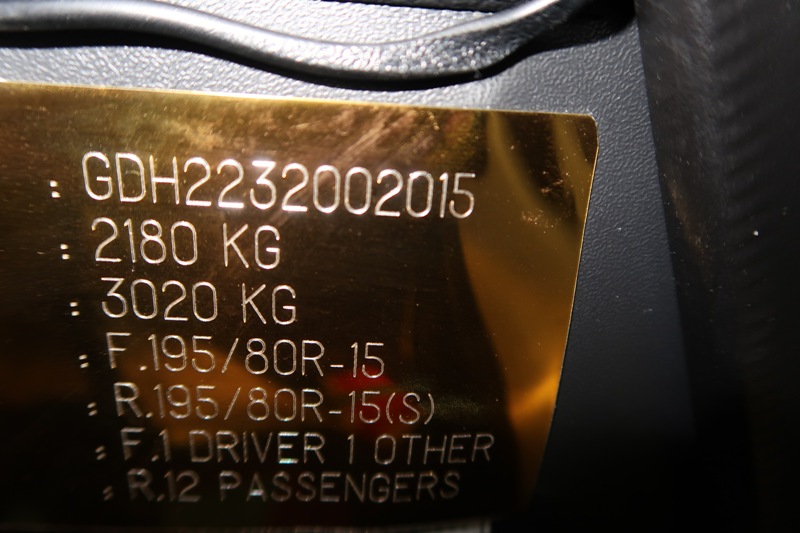 : GDH2232002015
: 2180 KG
: 3020 KG
: F.195/80R-15
: R.195/80R-15(S)
: F.1 DRIVER 1 OTHER
: R.12 PASSENGERS